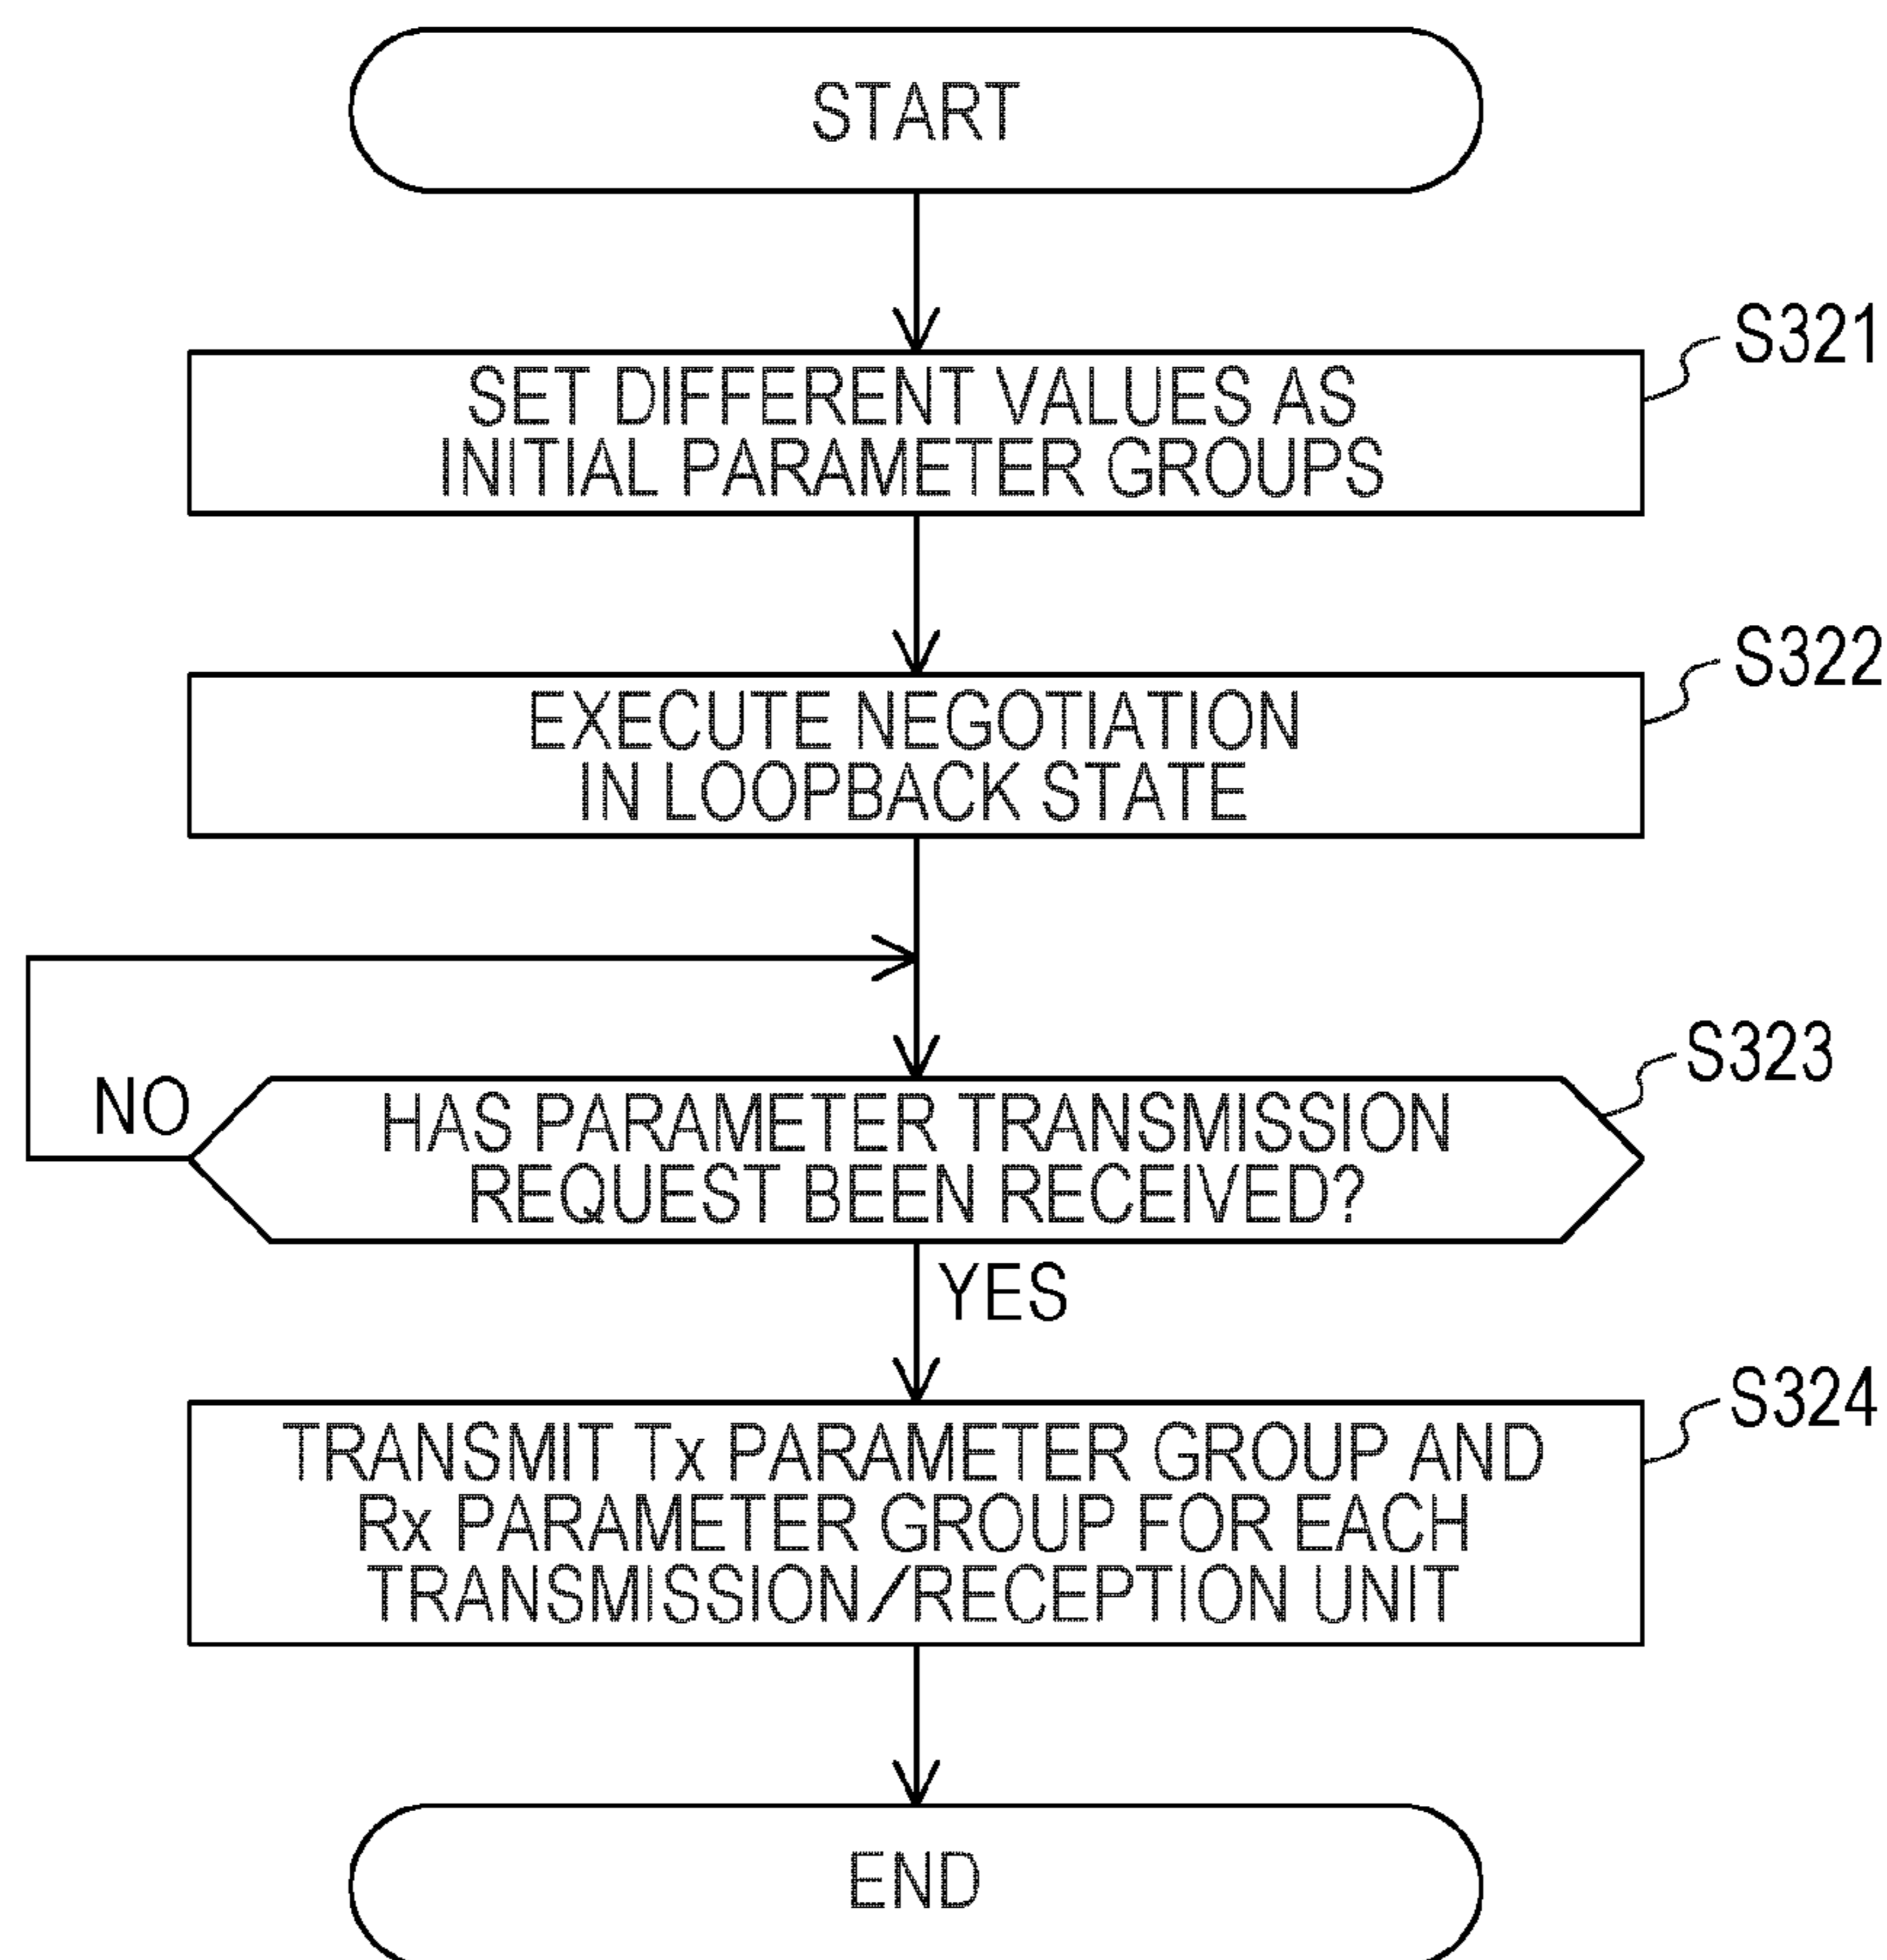 START
S321
SET DIFFERENT VALUES AS
INITIAL PARAMETER GROUPS
S322
EXECUTE NEGOTIATION
IN LOOPBACK STATE
S323
NO
HAS PARAMETER TRANSMISSION
REQUEST BEEN RECEIVED?
YES
S324
TRANSMIT Tx PARAMETER GROUP AND
Rx PARAMETER GROUP FOR EACH
TRANSMISSION/RECEPTION UNIT
END